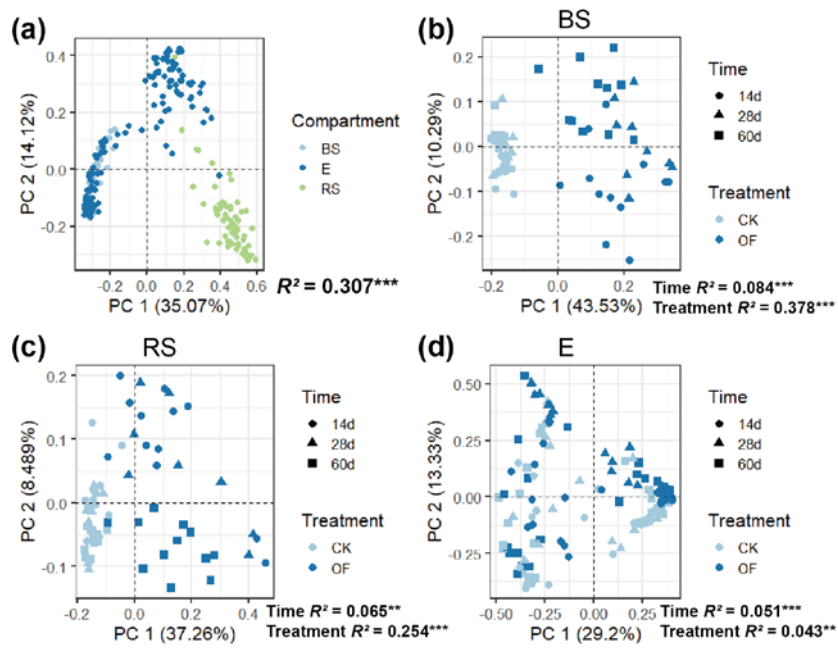 (a)
PC 2 (14.12%)
0.4
0.2
0.0
-0.2
0.0
0.2
0.4
0.6
PC 1 (35.07%)
Compartment
BS
E
RS
R² = 0.307***
(b)
BS
PC 2 (10.29%)
0.2
0.1
0.0
-0.1
-0.2
-0.2
0.0
0.2
PC 1 (43.53%)
Time
14d
28d
60d
Treatment
CK
OF
Time R² = 0.084***
Treatment R² = 0.378***
(c)
RS
PC 2 (8.489%)
0.2
0.1
0.0
-0.1
-0.2
0.0
0.2
0.4
PC 1 (37.26%)
Time
14d
28d
60d
Treatment
CK
OF
Time R² = 0.065**
Treatment R² = 0.254***
(d)
E
PC 2 (13.33%)
0.50
0.25
0.00
-0.25
-0.50
-0.25
0.00
0.25
PC 1 (29.2%)
Time
14d
28d
60d
Treatment
CK
OF
Time R² = 0.051***
Treatment R² = 0.043**